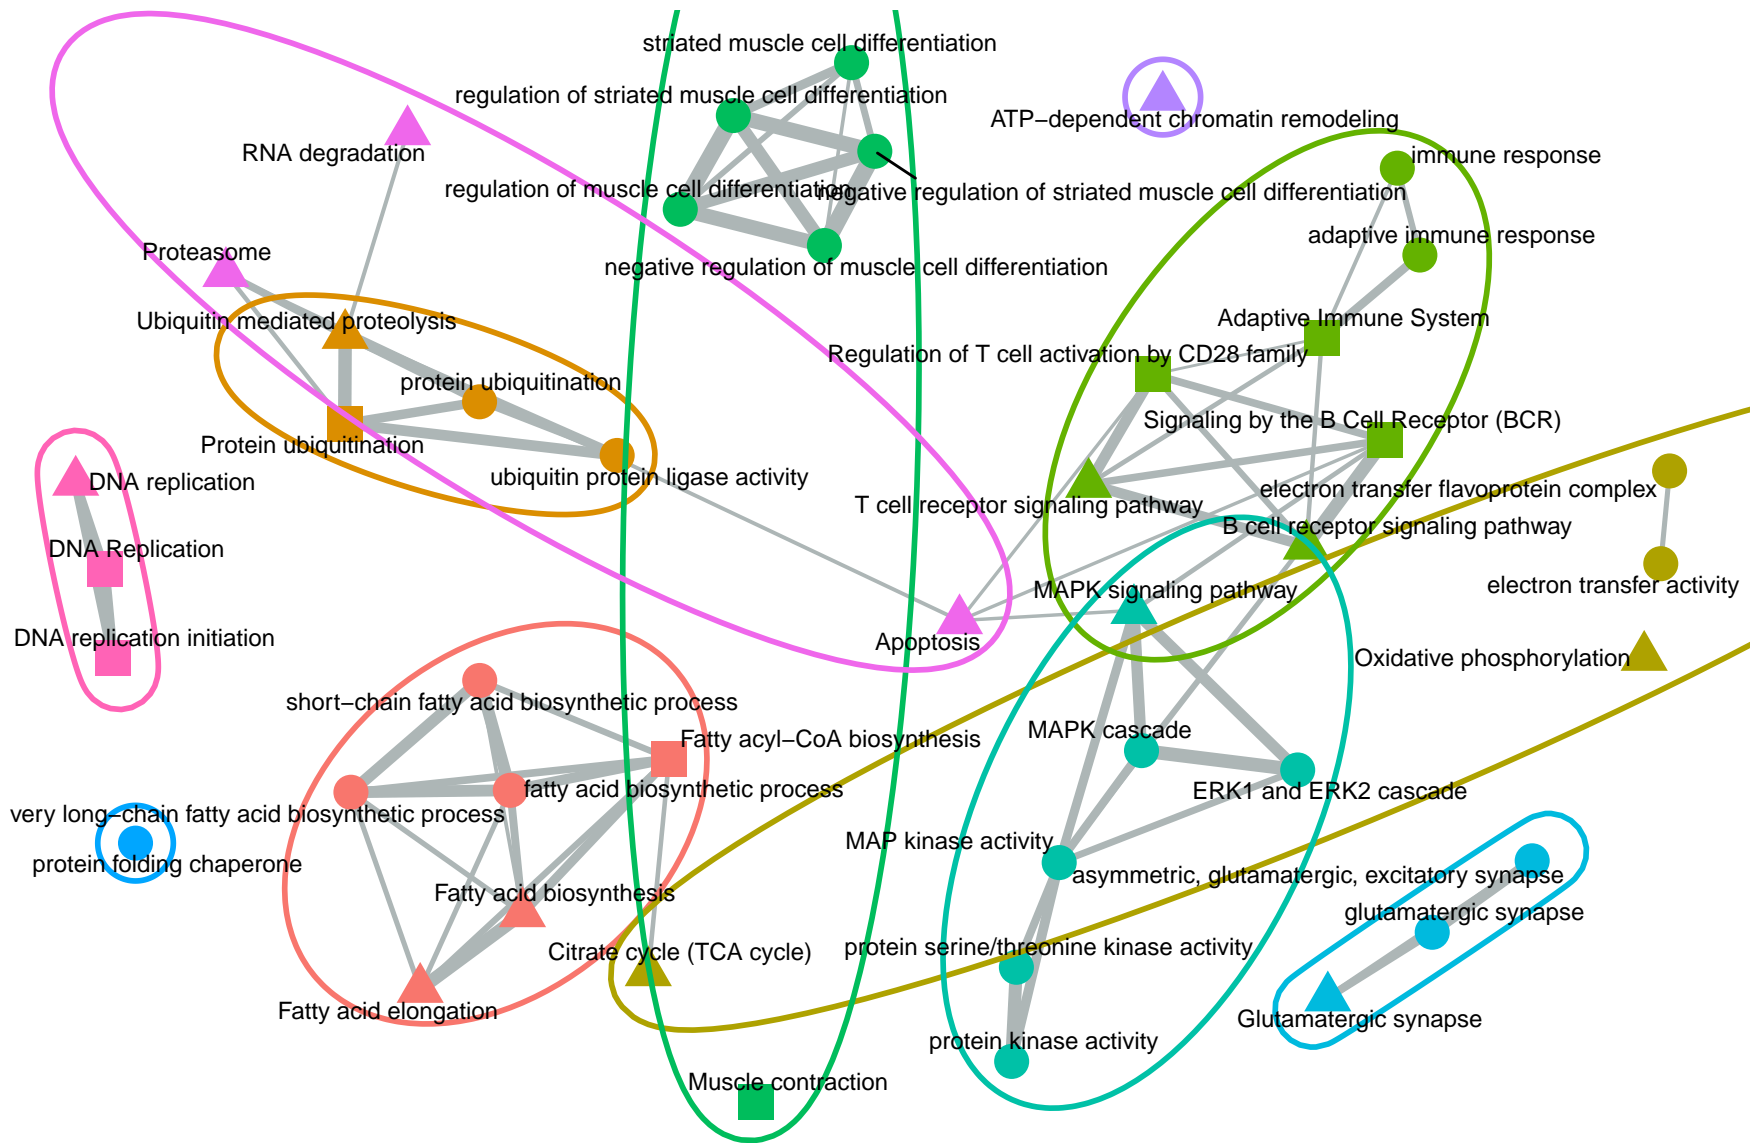 striated muscle cell differentiation
regulation of striated muscle cell differentiation
ATP−dependent chromatin remodeling
RNA degradation
immune response
regulation of muscle cell differentiation
negative regulation of striated muscle cell differentiation
adaptive immune response
Proteasome
negative regulation of muscle cell differentiation
Ubiquitin mediated proteolysis
Adaptive Immune System
Regulation of T cell activation by CD28 family
protein ubiquitination
Signaling by the B Cell Receptor (BCR)
Protein ubiquitination
ubiquitin protein ligase activity
DNA replication
electron transfer flavoprotein complex
T cell receptor signaling pathway
B cell receptor signaling pathway
DNA Replication
electron transfer activity
MAPK signaling pathway
DNA replication initiation
Apoptosis
Oxidative phosphorylation
short−chain fatty acid biosynthetic process
MAPK cascade
Fatty acyl−CoA biosynthesis
fatty acid biosynthetic process
ERK1 and ERK2 cascade
very long−chain fatty acid biosynthetic process
MAP kinase activity
protein folding chaperone
asymmetric, glutamatergic, excitatory synapse
Fatty acid biosynthesis
glutamatergic synapse
Citrate cycle (TCA cycle)
protein serine/threonine kinase activity
Fatty acid elongation
Glutamatergic synapse
protein kinase activity
Muscle contraction